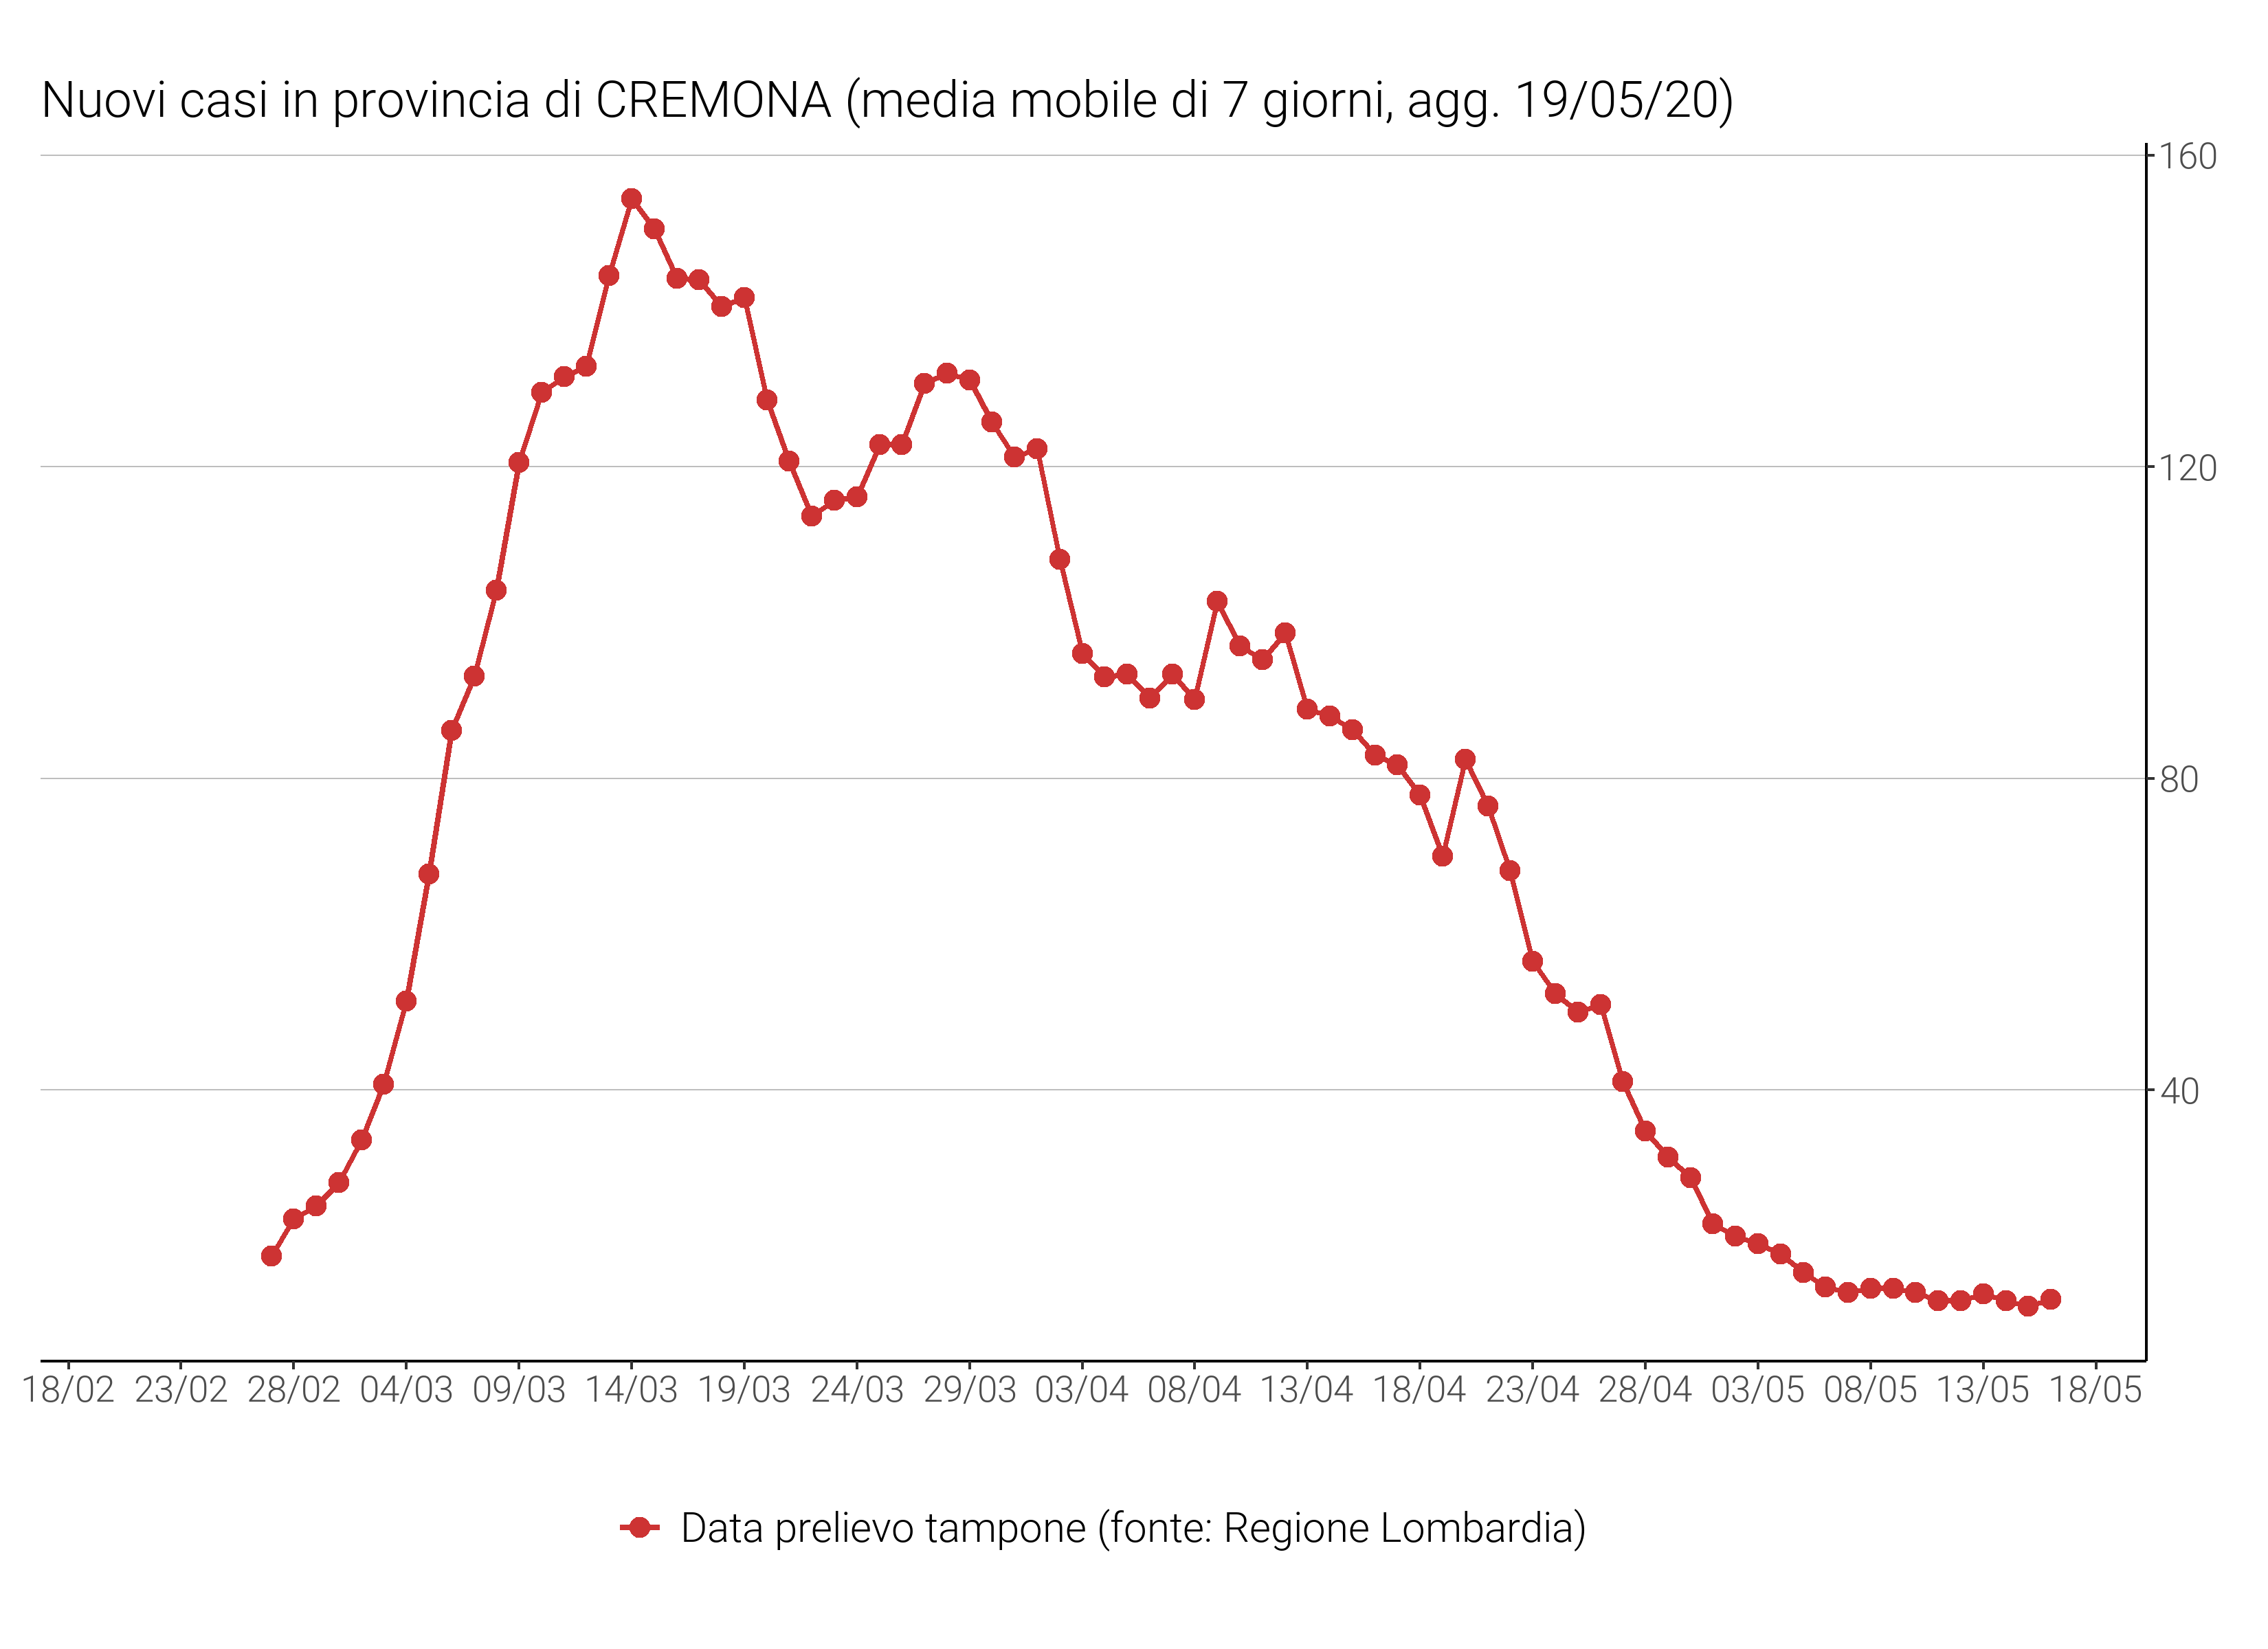 Nuovi casi in provincia di CREMONA (media mobile di 7 giorni, agg. 19/05/20)
160
120
80
40
18/02 23/02 28/02 04/03 09/03 14/03 19/03 24/03 29/03 03/04 08/04 13/04 18/04 23/04 28/04 03/05 08/05 13/05 18/05
Data prelievo tampone (fonte: Regione Lombardia)